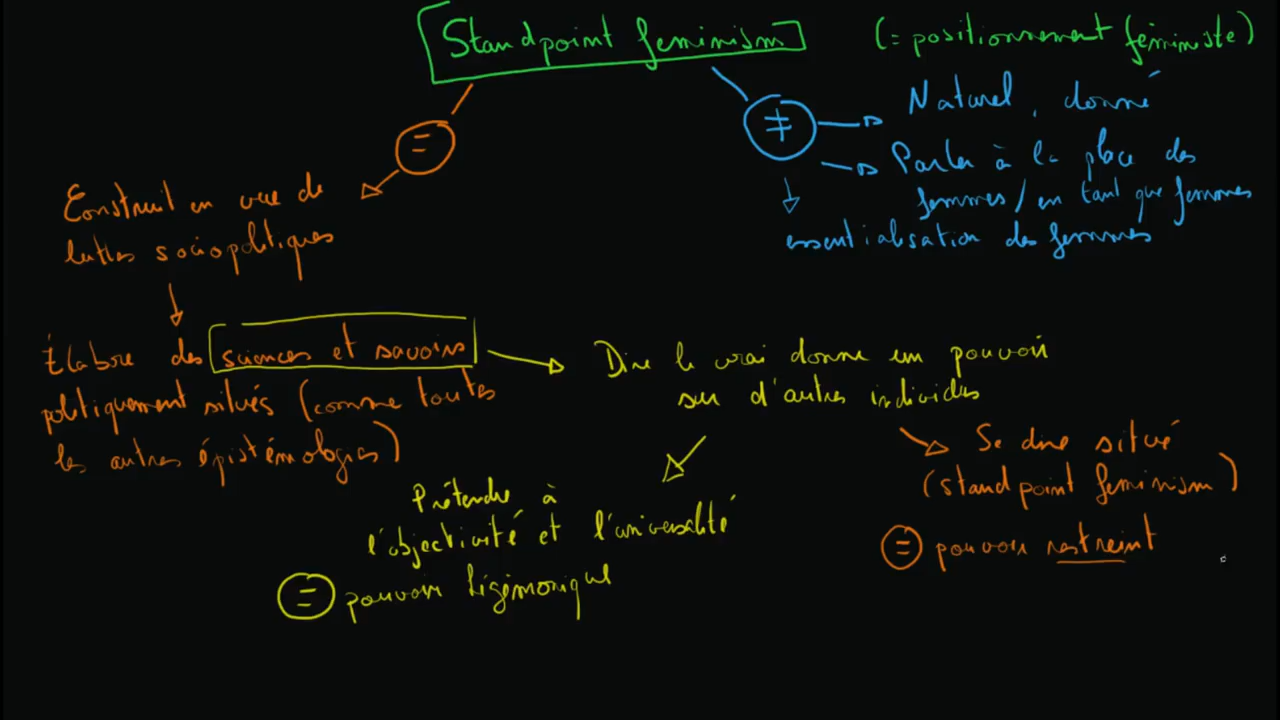 Standpoint feminism
(= positionnement féministe)
≠
Naturel, donné
Parler à la place des
femmes / en tant que femmes
essentialisation des femmes
=
Construit en vue de
luttes sociopolitiques
Élabore des sciences et savoirs
politiquement situés (comme toutes
les autres épistémologies)
Dire le vrai donne un pouvoir
sur d'autres individus
Prétendre à
l'objectivité et l'universalité
= pouvoir hégémonique
Se dire situé
(standpoint feminism)
= pouvoir restreint